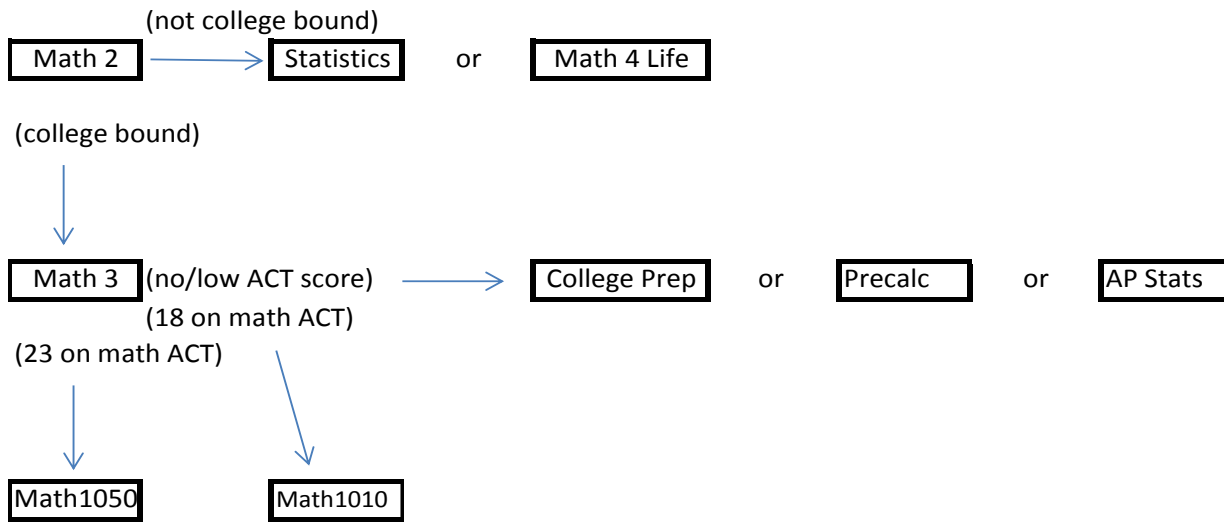 (not college bound)
Math 2 Statistics or Math 4 Life
(college bound)
Math 3 (no/low ACT score) College Prep or Precalc or AP Stats
(18 on math ACT)
(23 on math ACT)
Math1050 Math1010